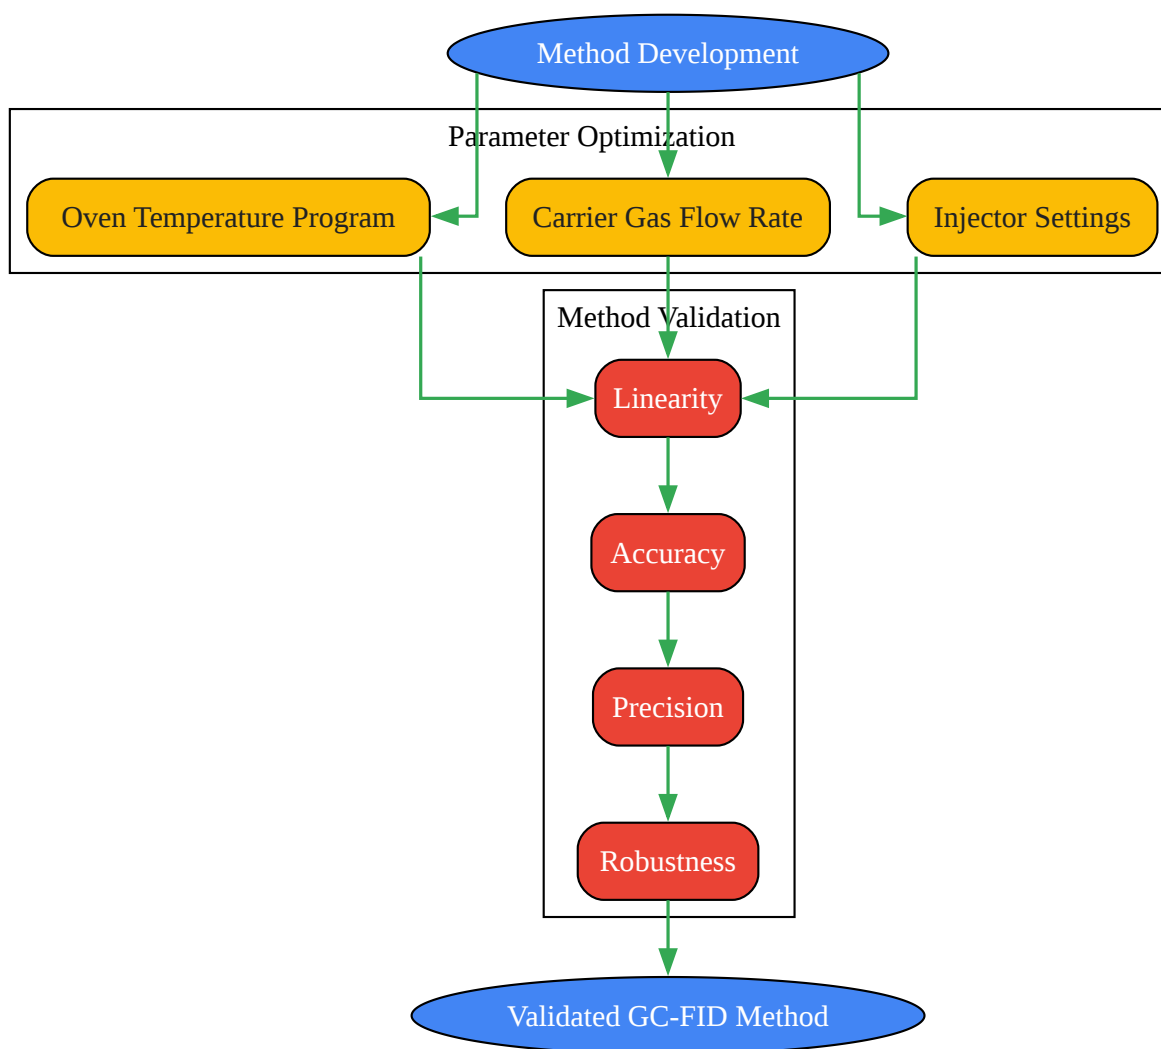 Method Development
Parameter Optimization
Oven Temperature Program
Carrier Gas Flow Rate
Injector Settings
Method Validation
Linearity
Accuracy
Precision
Robustness
Validated GC-FID Method